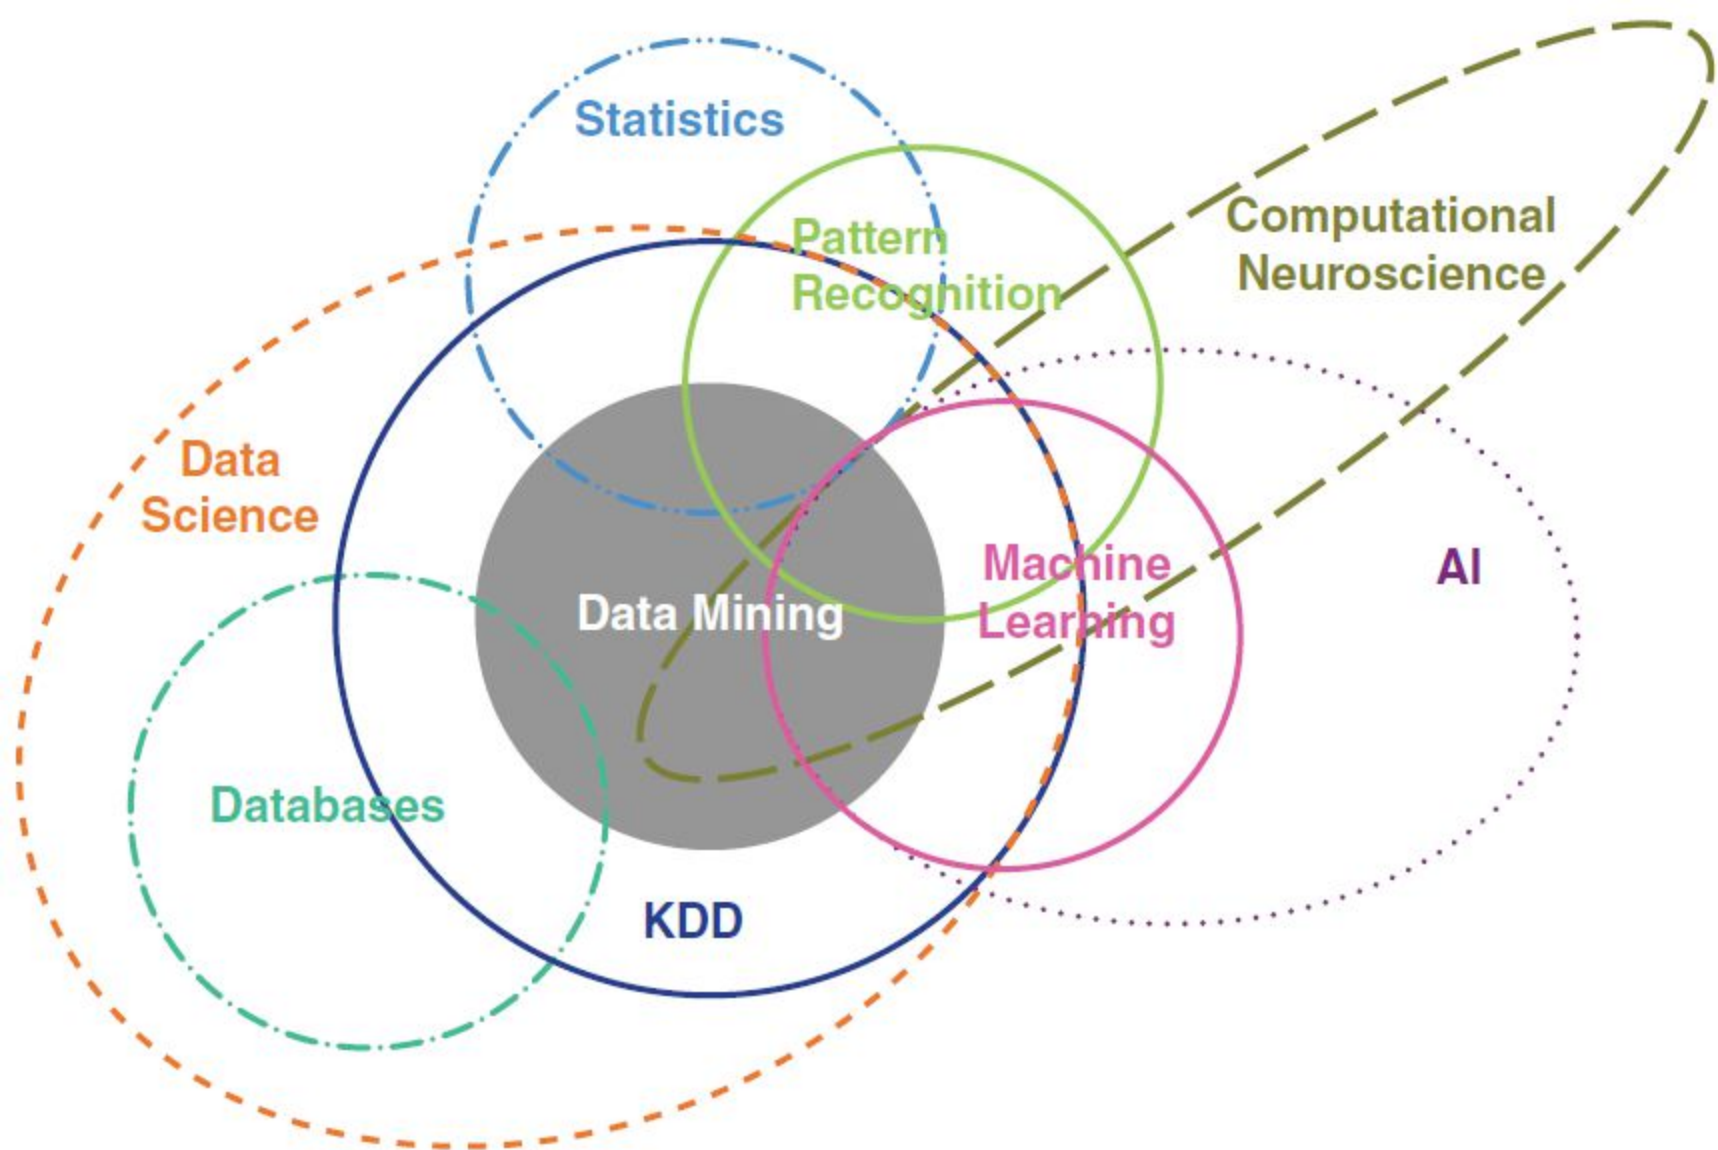 Statistics
Pattern
Recognition
Computational
Neuroscience
Data
Science
Machine
Learning
AI
Data Mining
Databases
KDD